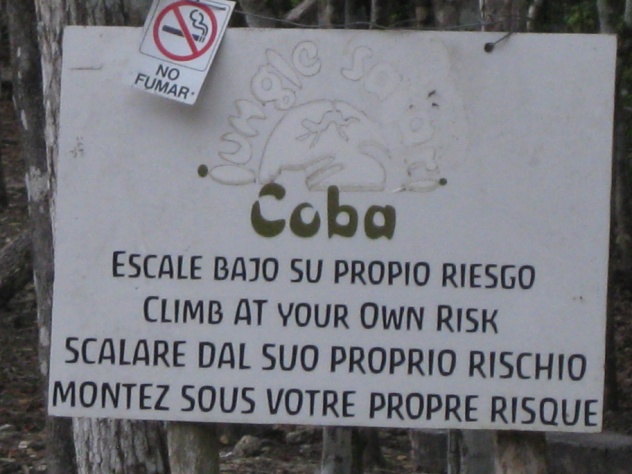 NO
FUMAR
Jungle Safari
Coba
ESCALE BAJO SU PROPIO RIESGO
CLIMB AT YOUR OWN RISK
SCALARE DAL SUO PROPRIO RISCHIO
MONTEZ SOUS VOTRE PROPRE RISQUE